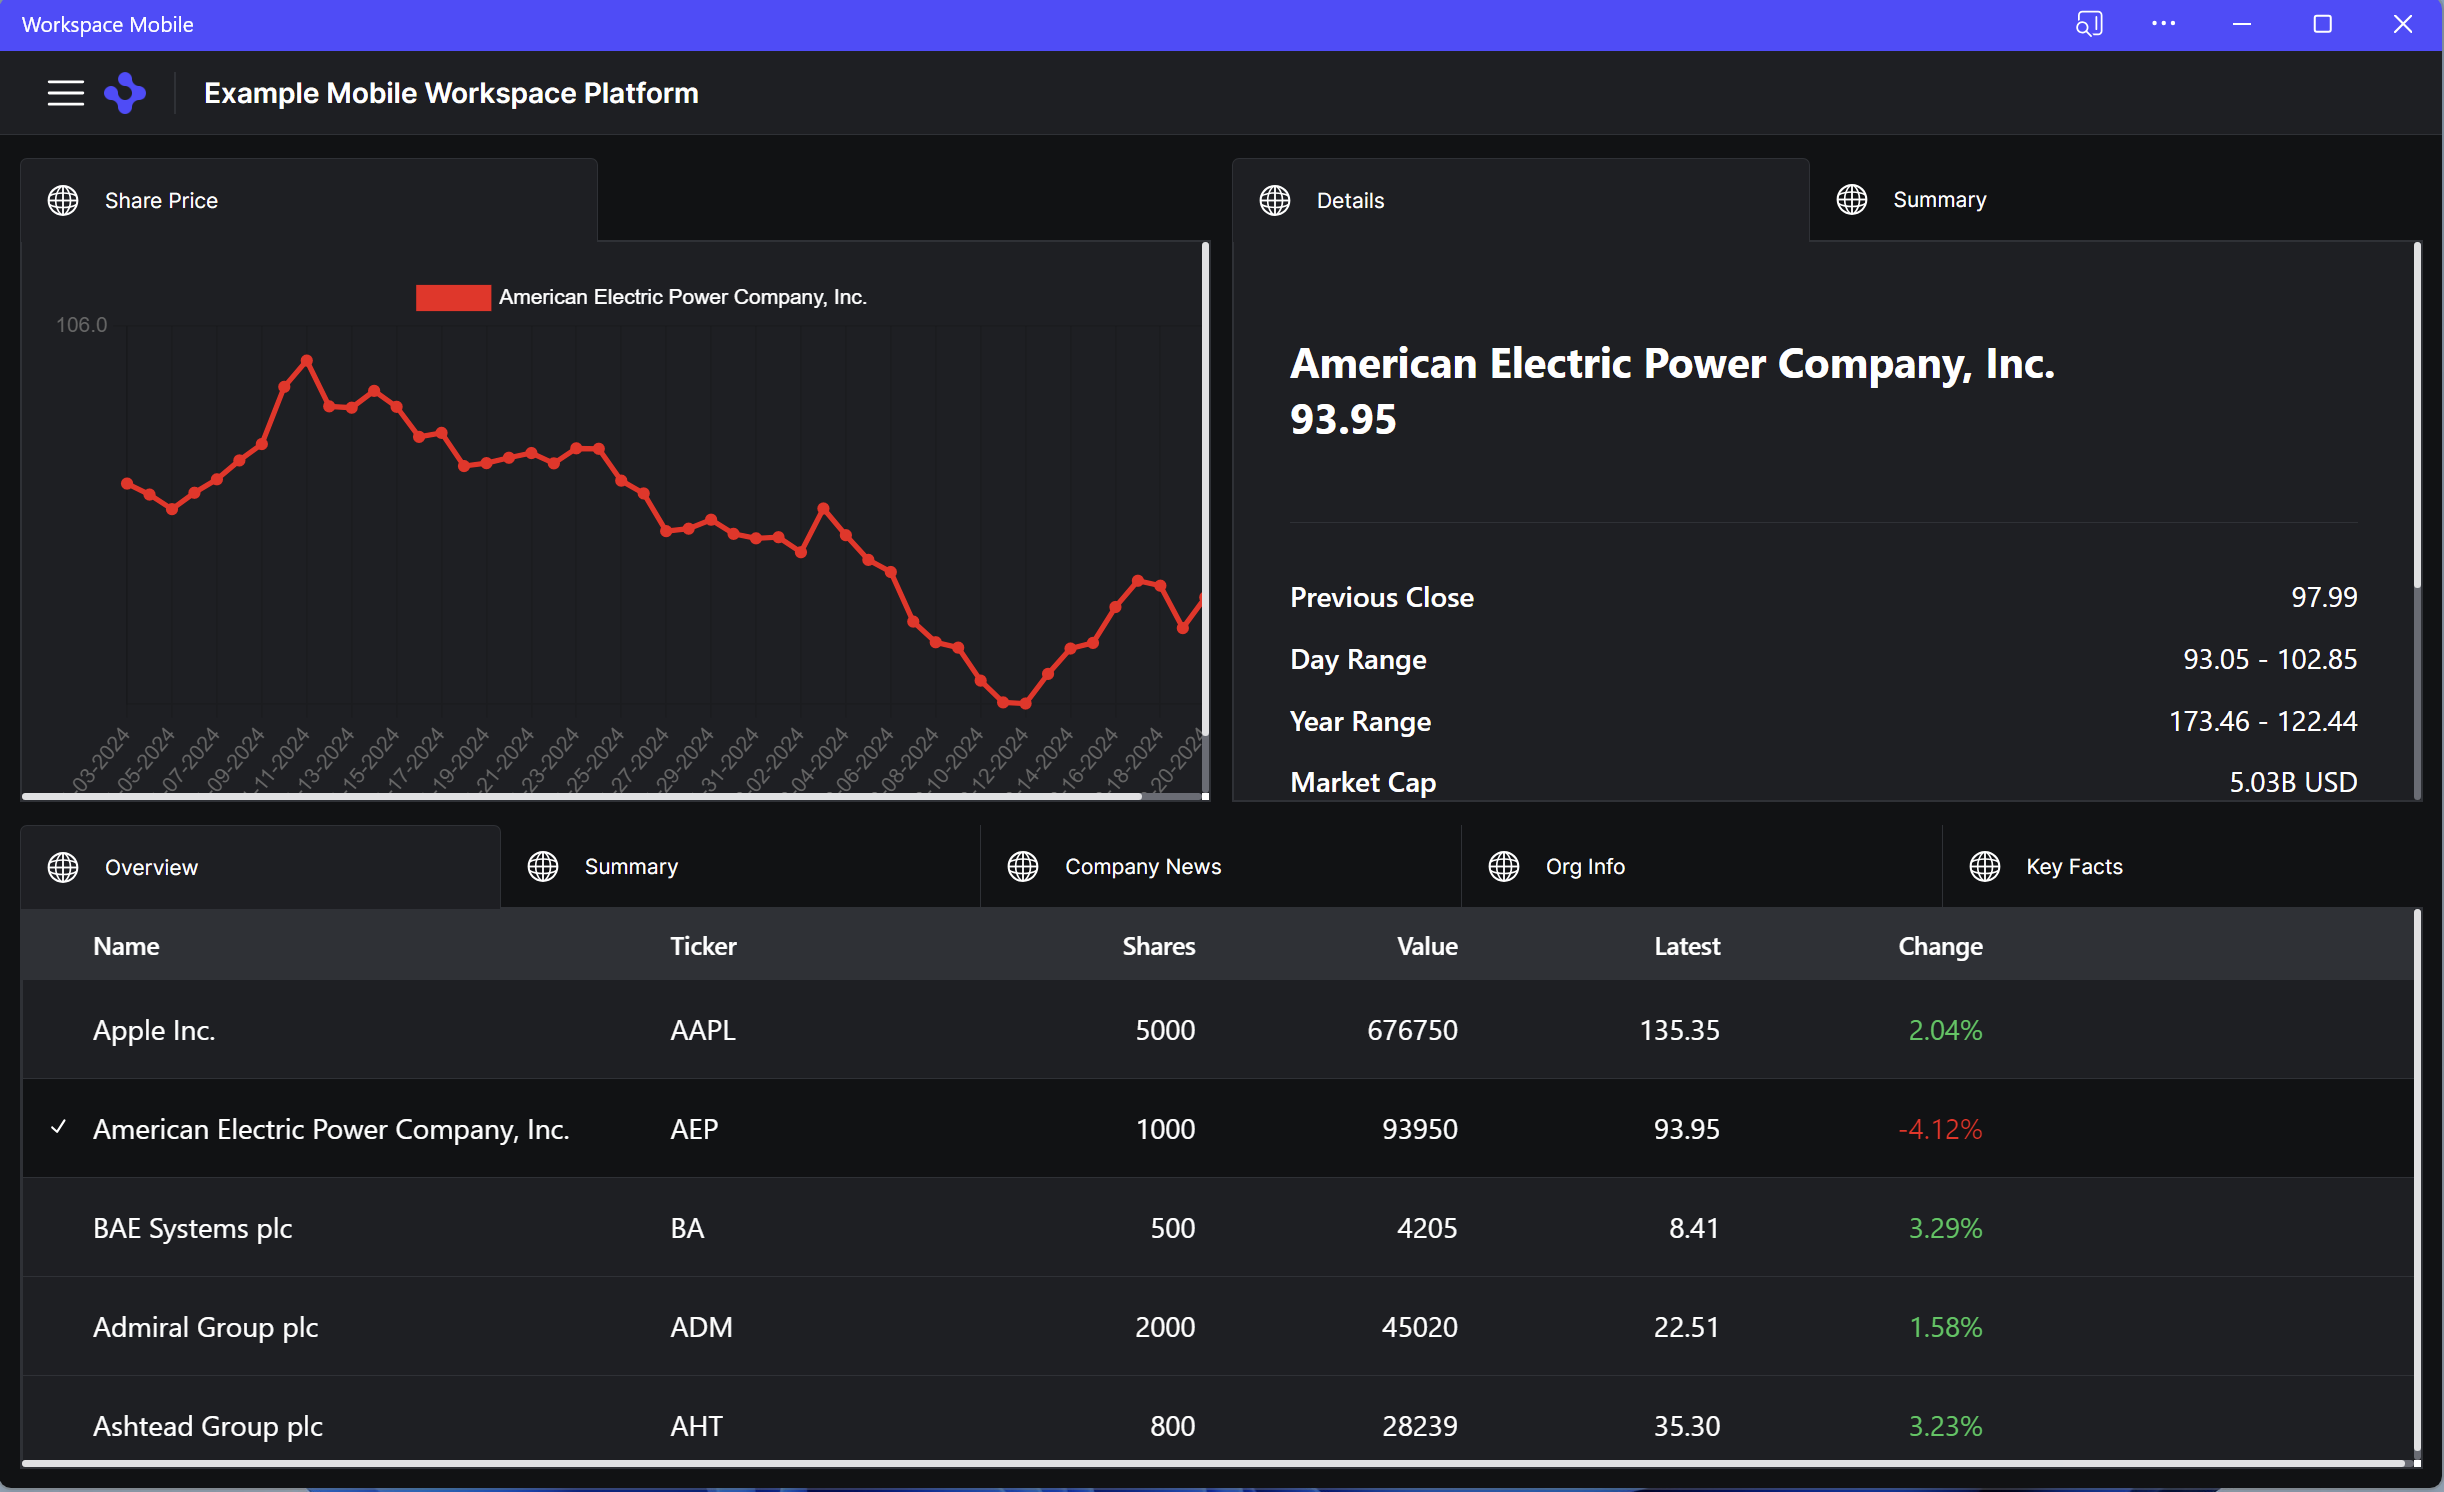 Workspace Mobile
Example Mobile Workspace Platform
Share Price
American Electric Power Company, Inc.
106.0
-03-2024
-05-2024
-07-2024
-09-2024
-11-2024
-13-2024
-15-2024
-17-2024
-19-2024
-21-2024
-23-2024
-25-2024
-27-2024
-29-2024
-31-2024
-02-2024
-04-2024
-06-2024
-08-2024
-10-2024
-12-2024
-14-2024
-16-2024
-18-2024
-20-2024
Details
Summary
American Electric Power Company, Inc.
93.95
Previous Close 97.99
Day Range 93.05 - 102.85
Year Range 173.46 - 122.44
Market Cap 5.03B USD
Overview Summary Company News Org Info Key Facts
Name Ticker Shares Value Latest Change
Apple Inc. AAPL 5000 676750 135.35 2.04%
American Electric Power Company, Inc. AEP 1000 93950 93.95 -4.12%
BAE Systems plc BA 500 4205 8.41 3.29%
Admiral Group plc ADM 2000 45020 22.51 1.58%
Ashtead Group plc AHT 800 28239 35.30 3.23%